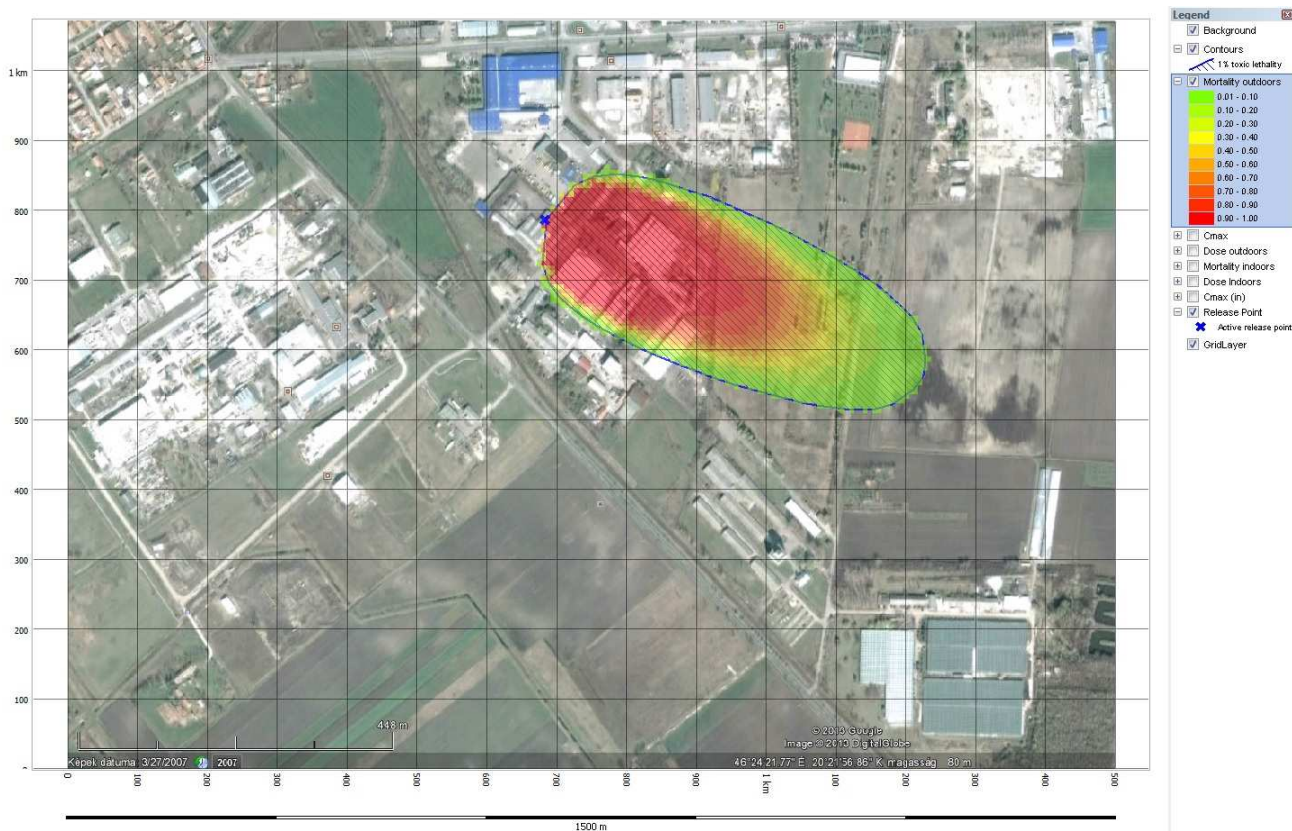 Legend
Background
Contours
1% toxic lethality
Mortality outdoors
0.01 - 0.10
0.10 - 0.20
0.20 - 0.30
0.30 - 0.40
0.40 - 0.50
0.50 - 0.60
0.60 - 0.70
0.70 - 0.80
0.80 - 0.90
0.90 - 1.00
Cmax
Dose outdoors
Mortality indoors
Dose Indoors
Cmax (in)
Release Point
Active release point
GridLayer
1 km
900
800
700
600
500
400
300
200
100
448 m
© 2013 Google
Image © 2013 DigitalGlobe
Képek dátuma: 3/27/2007 2007
46°24'21.77" É 20°21'56.86" K magasság 80 m
0 100 200 300 400 500 600 700 800 900 1 km 100 200 300 400 500
1500 m